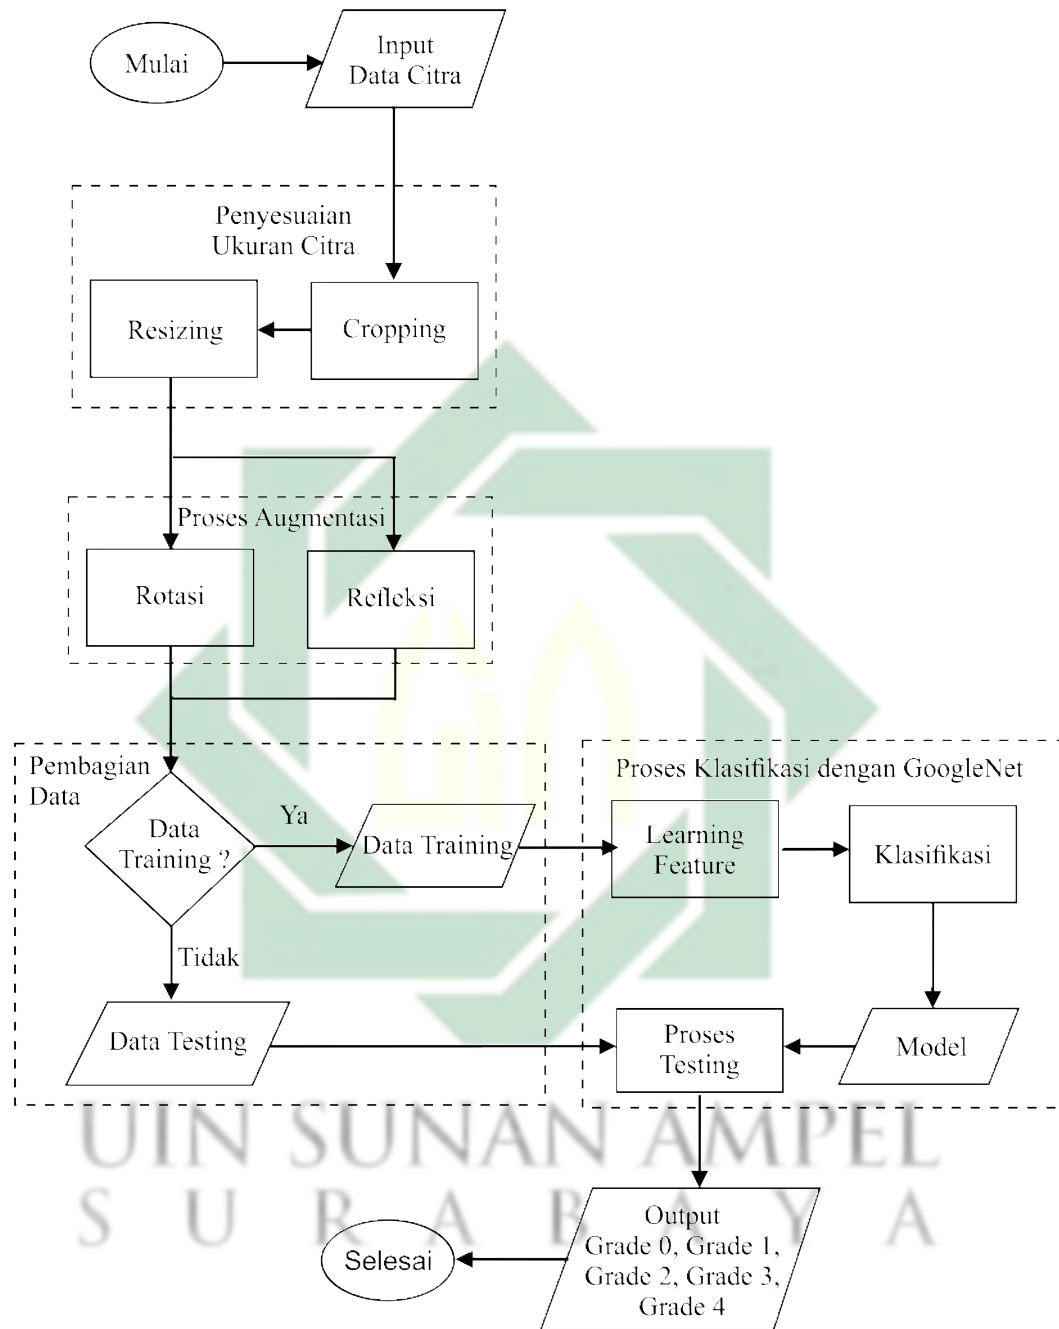 Mulai
Input
Data Citra
Penyesuaian
Ukuran Citra
Resizing
Cropping
Proses Augmentasi
Rotasi
Refleksi
Pembagian
Data
Data
Training ?
Ya
Data Training
Tidak
Data Testing
Proses Klasifikasi dengan GoogleNet
Learning
Feature
Klasifikasi
Proses
Testing
Model
Output
Grade 0, Grade 1,
Grade 2, Grade 3,
Grade 4
Selesai
UIN SUNAN AMPEL
SURABAYA